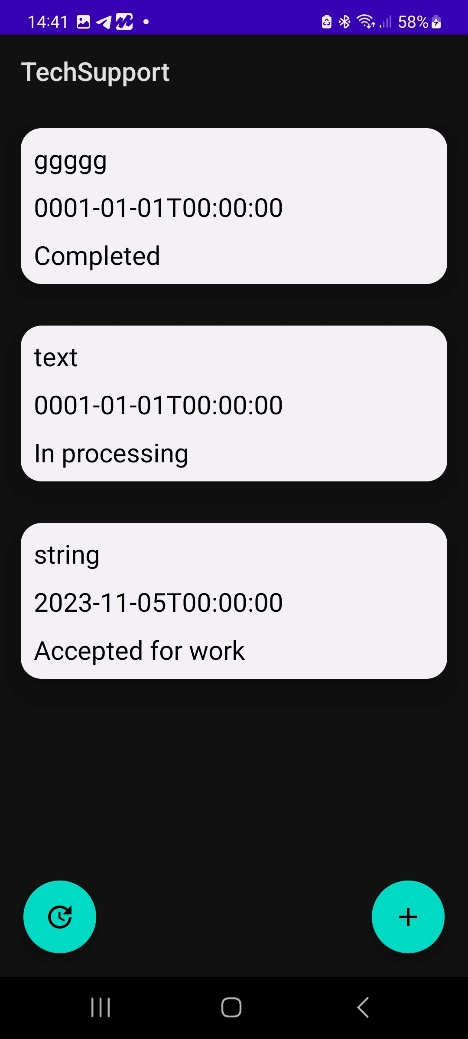 14:41
58%
TechSupport
ggggg
0001-01-01T00:00:00
Completed
text
0001-01-01T00:00:00
In processing
string
2023-11-05T00:00:00
Accepted for work